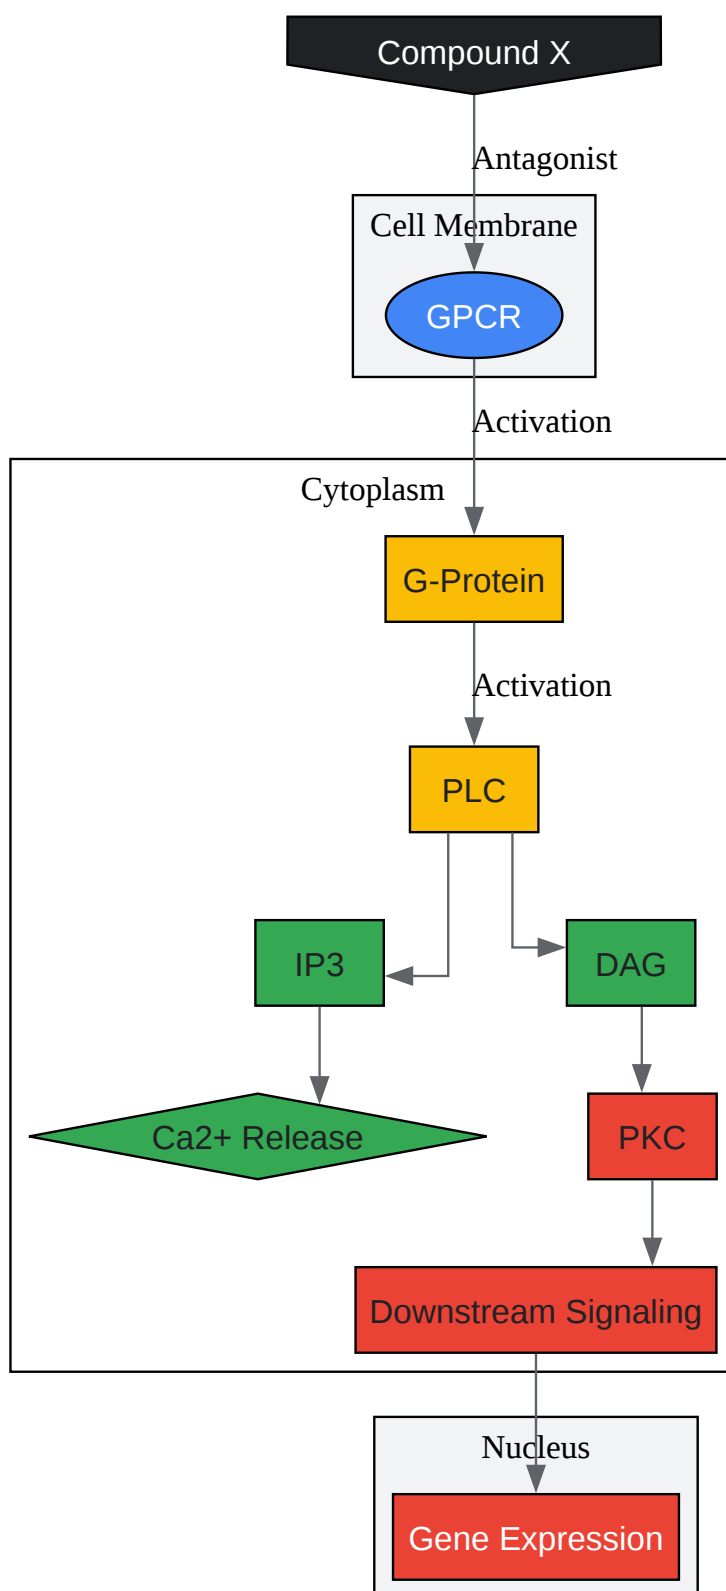 Compound X
Antagonist
Cell Membrane
GPCR
Activation
Cytoplasm
G-Protein
Activation
PLC
IP3
DAG
Ca2+ Release
PKC
Downstream Signaling
Nucleus
Gene Expression